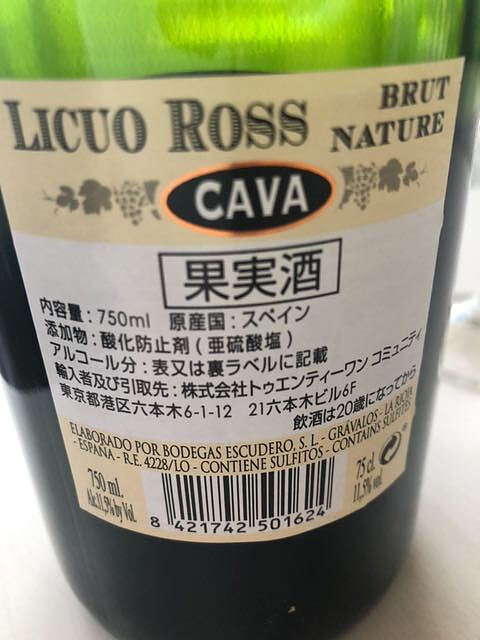 LICUO ROSS BRUT NATURE
CAVA
果実酒
内容量：750ml 原産国：スペイン
添加物：酸化防止剤（亜硫酸塩）
アルコール分：表又は裏ラベルに記載
輸入者及び引取先：株式会社トゥエンティーワン コミュニティ
東京都港区六本木6-1-12 21六本木ビル6F
飲酒は20歳になってから
ELABORADO POR BODEGAS ESCUDERO, S.L. - GRÁVALOS - LA RIOJA
- ESPAÑA - R.E. 4228/LO - CONTIENE SULFITOS - CONTAINS SULFITES
750 ml.
Alc.11,5% by Vol.
75 cl.
11,5% vol.
8 421742 501624